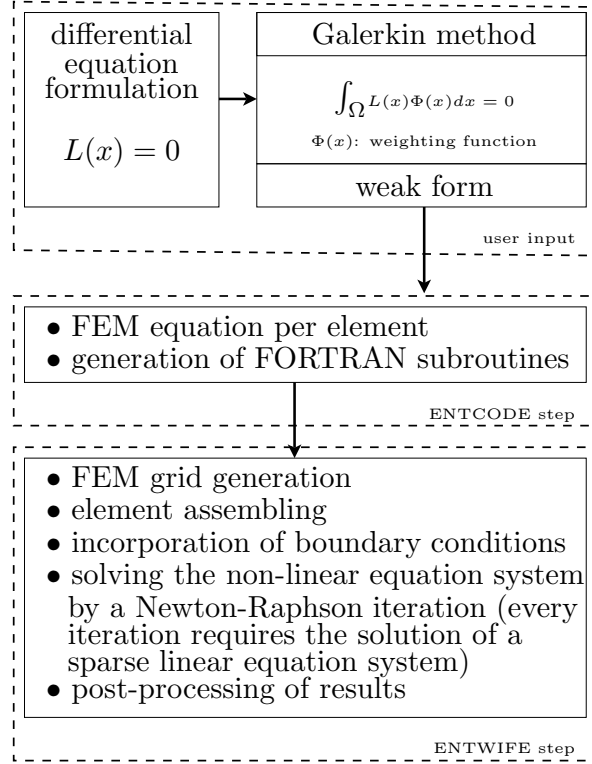 differential
equation
formulation
L(x) = 0
Galerkin method
∫_Ω L(x)Φ(x)dx = 0
Φ(x): weighting function
weak form
user input
• FEM equation per element
• generation of FORTRAN subroutines
ENTCODE step
• FEM grid generation
• element assembling
• incorporation of boundary conditions
• solving the non-linear equation system
by a Newton-Raphson iteration (every
iteration requires the solution of a
sparse linear equation system)
• post-processing of results
ENTWIFE step